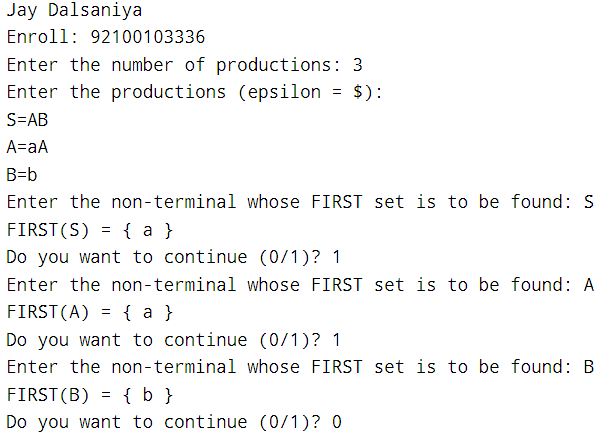 Jay Dalsaniya
Enroll: 92100103336
Enter the number of productions: 3
Enter the productions (epsilon = $):
S=AB
A=aA
B=b
Enter the non-terminal whose FIRST set is to be found: S
FIRST(S) = { a }
Do you want to continue (0/1)? 1
Enter the non-terminal whose FIRST set is to be found: A
FIRST(A) = { a }
Do you want to continue (0/1)? 1
Enter the non-terminal whose FIRST set is to be found: B
FIRST(B) = { b }
Do you want to continue (0/1)? 0